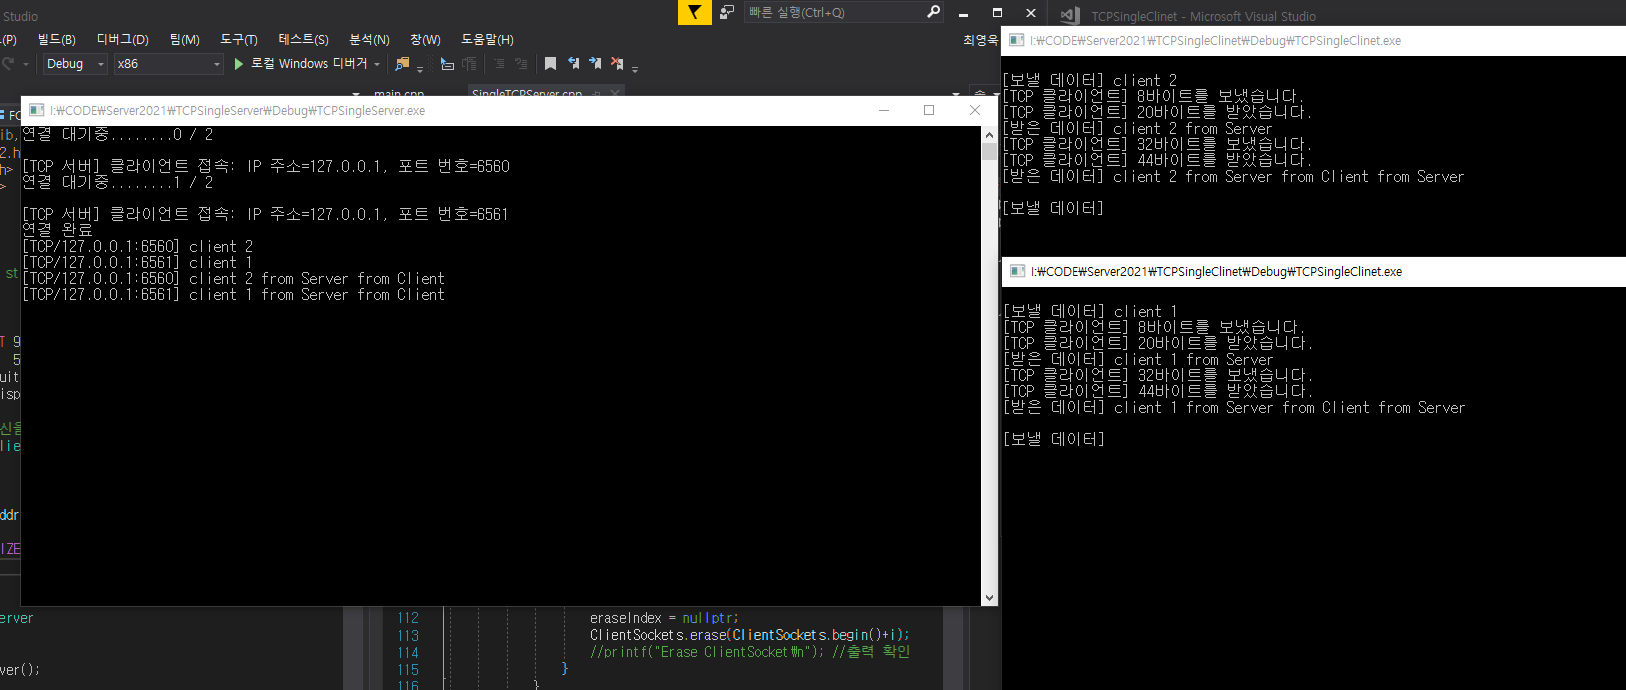 Studio
빠른 실행(Ctrl+Q)
TCPSingleClinet - Microsoft Visual Studio
(P) 빌드(B) 디버그(D) 팀(M) 도구(T) 테스트(S) 분석(N) 창(W) 도움말(H)
최영욱
Debug x86 로컬 Windows 디버거
main.cpp SingleTCPServer.cpp
I:₩CODE₩Server2021₩TCPSingleServer₩Debug₩TCPSingleServer.exe
연결 대기중........0 / 2
[TCP 서버] 클라이언트 접속: IP 주소=127.0.0.1, 포트 번호=6560
연결 대기중........1 / 2
[TCP 서버] 클라이언트 접속: IP 주소=127.0.0.1, 포트 번호=6561
연결 완료
[TCP/127.0.0.1:6560] client 2
[TCP/127.0.0.1:6561] client 1
[TCP/127.0.0.1:6560] client 2 from Server from Client
[TCP/127.0.0.1:6561] client 1 from Server from Client
I:₩CODE₩Server2021₩TCPSingleClinet₩Debug₩TCPSingleClinet.exe
[보낼 데이터] client 2
[TCP 클라이언트] 8바이트를 보냈습니다.
[TCP 클라이언트] 20바이트를 받았습니다.
[받은 데이터] client 2 from Server
[TCP 클라이언트] 32바이트를 보냈습니다.
[TCP 클라이언트] 44바이트를 받았습니다.
[받은 데이터] client 2 from Server from Client from Server
[보낼 데이터]
I:₩CODE₩Server2021₩TCPSingleClinet₩Debug₩TCPSingleClinet.exe
[보낼 데이터] client 1
[TCP 클라이언트] 8바이트를 보냈습니다.
[TCP 클라이언트] 20바이트를 받았습니다.
[받은 데이터] client 1 from Server
[TCP 클라이언트] 32바이트를 보냈습니다.
[TCP 클라이언트] 44바이트를 받았습니다.
[받은 데이터] client 1 from Server from Client from Server
[보낼 데이터]
FC
ib,
2.h
h>
>
st
T 9
5
uit
isp
신을
lie
ddr
IZE
erver
ver();
112 eraseIndex = nullptr;
113 ClientSockets.erase(ClientSockets.begin()+i);
114 //printf("Erase ClientSocket₩n"); //출력 확인
115 }
116 }